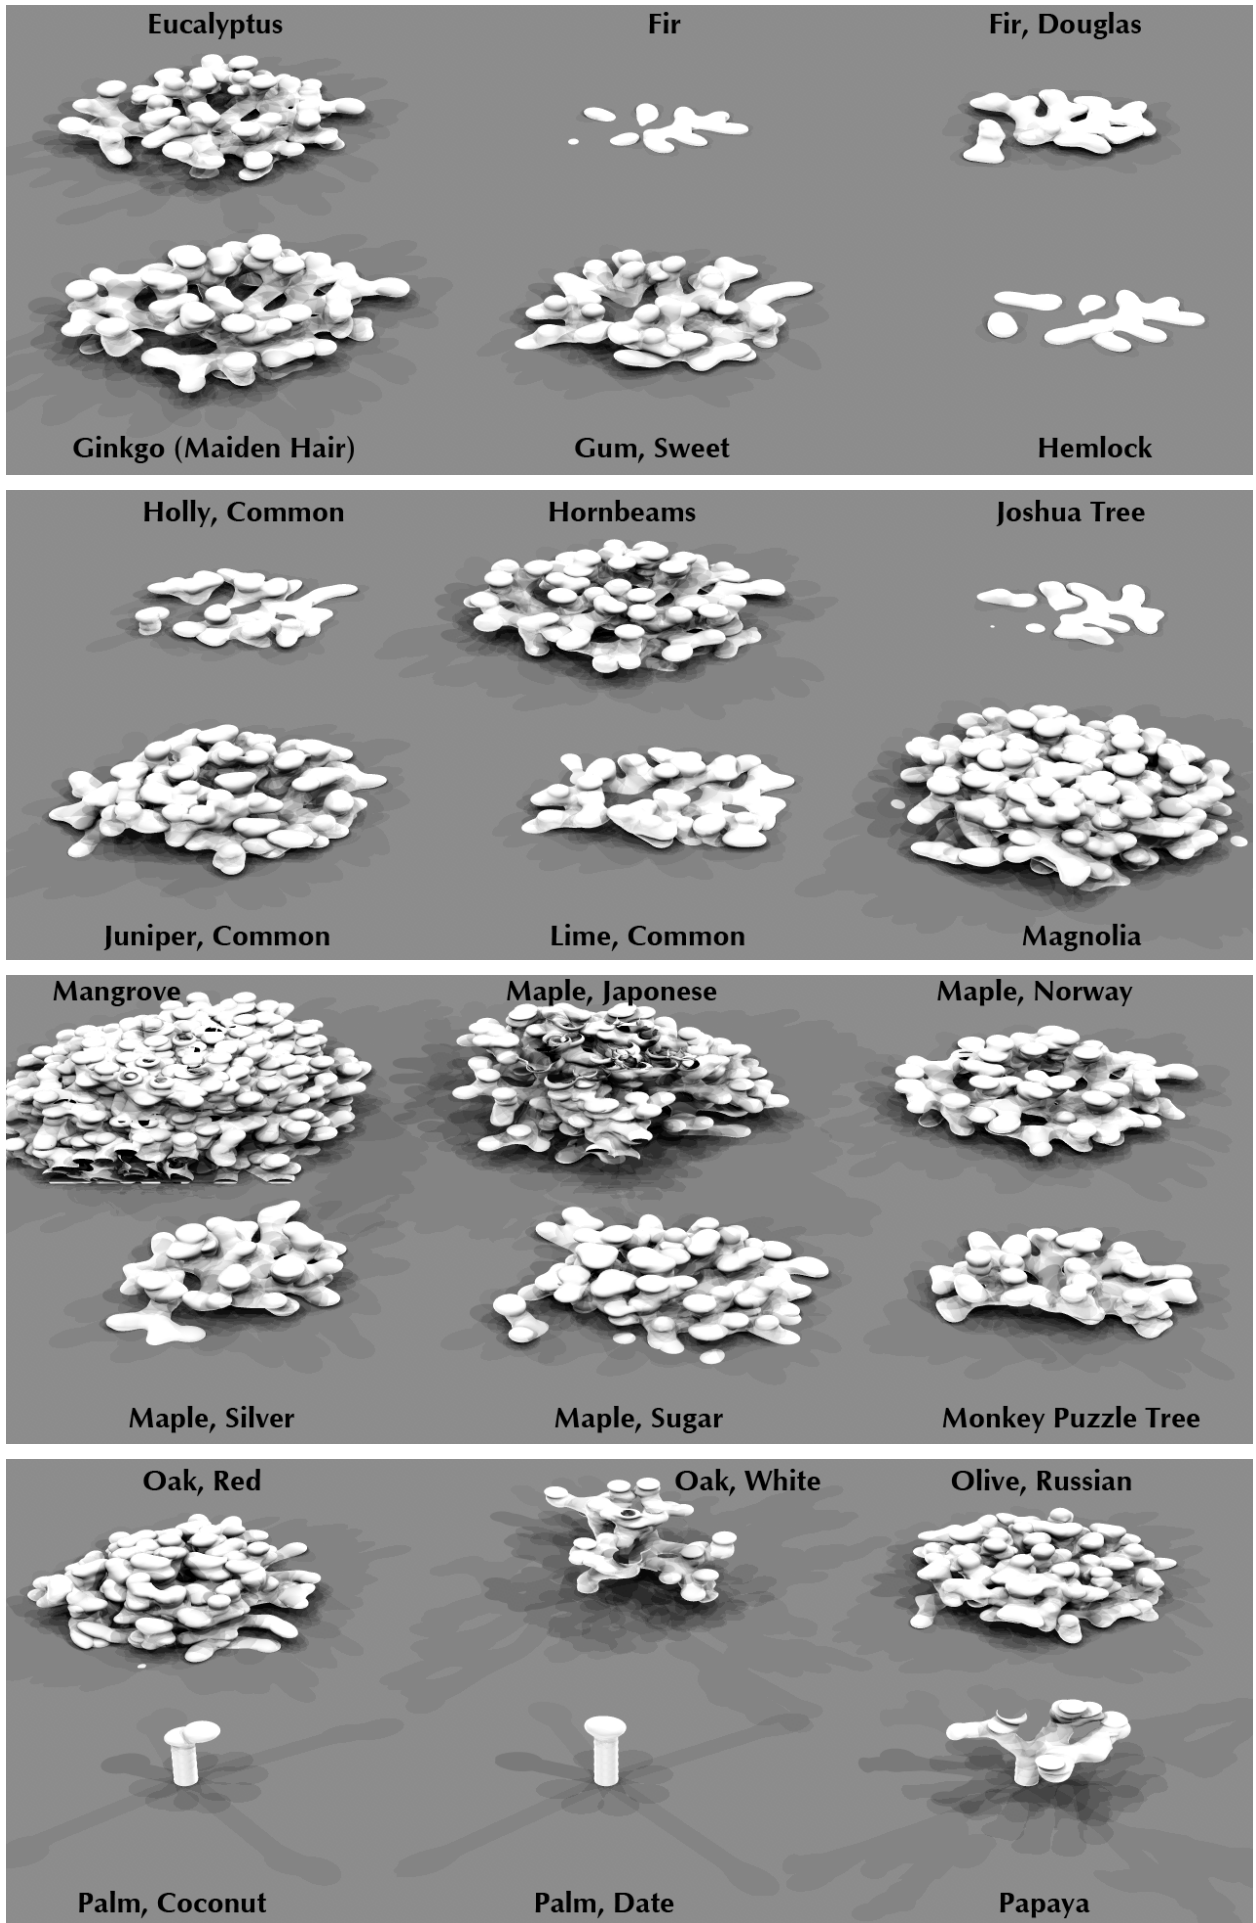 Eucalyptus
Fir
Fir, Douglas
Ginkgo (Maiden Hair)
Gum, Sweet
Hemlock
Holly, Common
Hornbeams
Joshua Tree
Juniper, Common
Lime, Common
Magnolia
Mangrove
Maple, Japonese
Maple, Norway
Maple, Silver
Maple, Sugar
Monkey Puzzle Tree
Oak, Red
Oak, White
Olive, Russian
Palm, Coconut
Palm, Date
Papaya